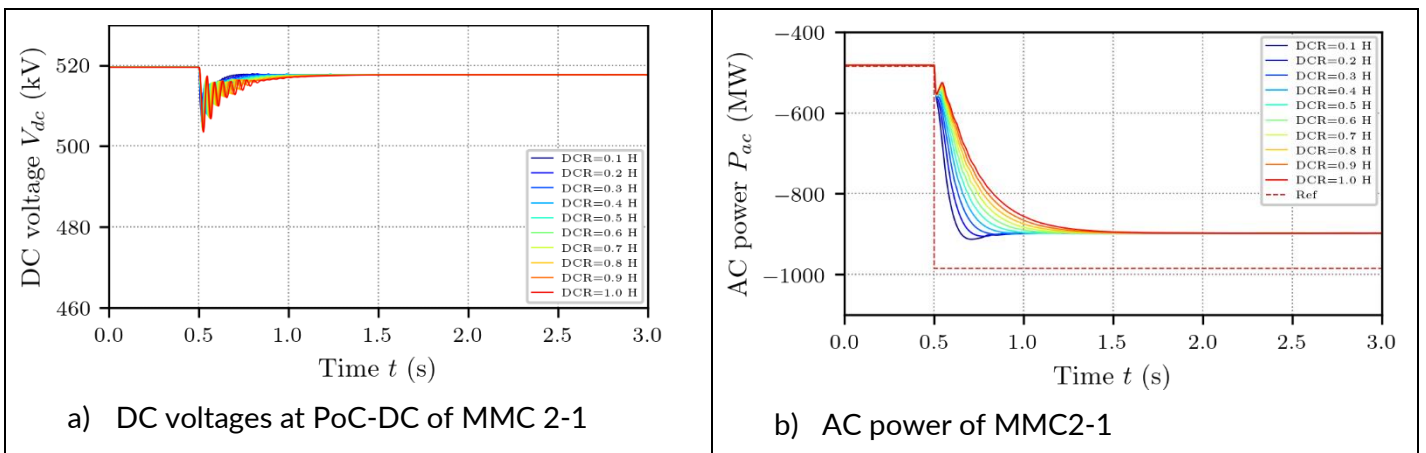 DC voltage V_dc (kV)
520
500
480
460
0.0 0.5 1.0 1.5 2.0 2.5 3.0
Time t (s)
DCR=0.1 H
DCR=0.2 H
DCR=0.3 H
DCR=0.4 H
DCR=0.5 H
DCR=0.6 H
DCR=0.7 H
DCR=0.8 H
DCR=0.9 H
DCR=1.0 H
a) DC voltages at PoC-DC of MMC 2-1
AC power P_ac (MW)
−400
−600
−800
−1000
0.0 0.5 1.0 1.5 2.0 2.5 3.0
Time t (s)
DCR=0.1 H
DCR=0.2 H
DCR=0.3 H
DCR=0.4 H
DCR=0.5 H
DCR=0.6 H
DCR=0.7 H
DCR=0.8 H
DCR=0.9 H
DCR=1.0 H
Ref
b) AC power of MMC2-1